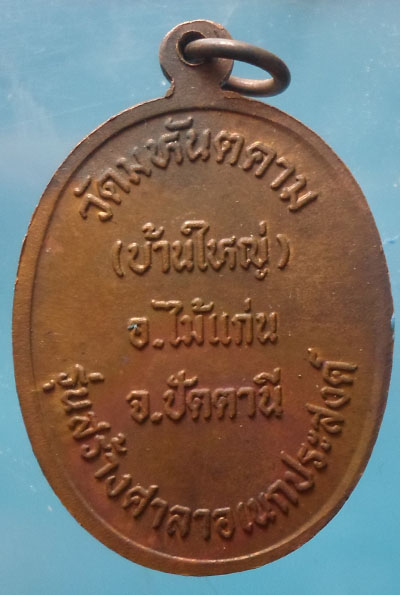 วัดมหันตคาม
(บ้านใหญ่)
อ.ไม้แก่น
จ.ปัตตานี
รุ่นสร้างศาลาอเนกประสงค์